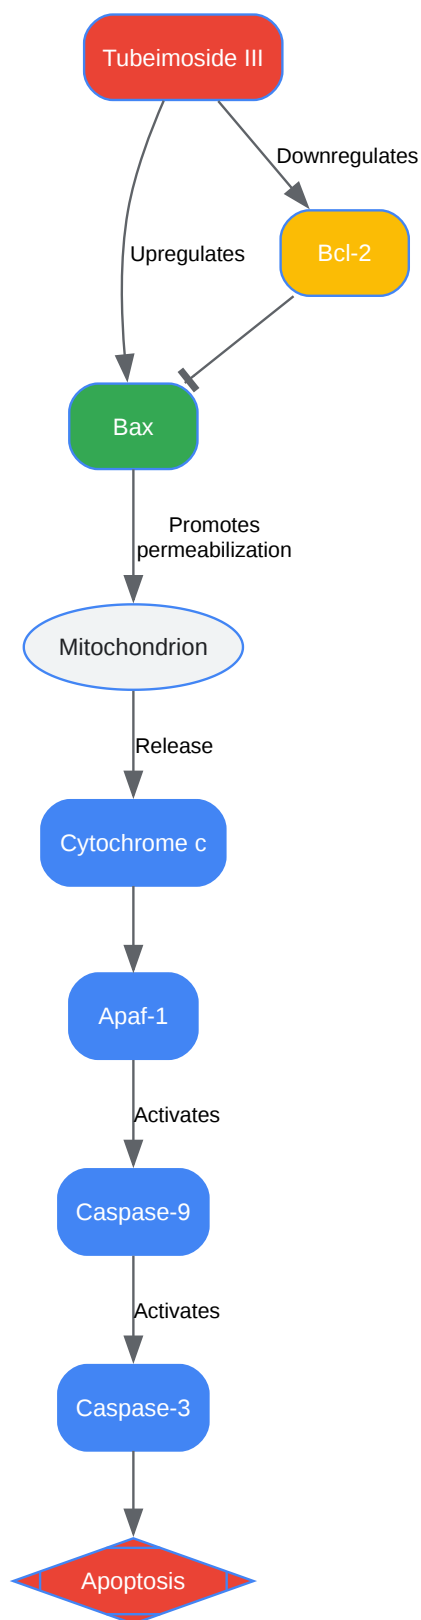 Tubeimoside III
Downregulates
Upregulates
Bcl-2
Bax
Promotes
permeabilization
Mitochondrion
Release
Cytochrome c
Apaf-1
Activates
Caspase-9
Activates
Caspase-3
Apoptosis